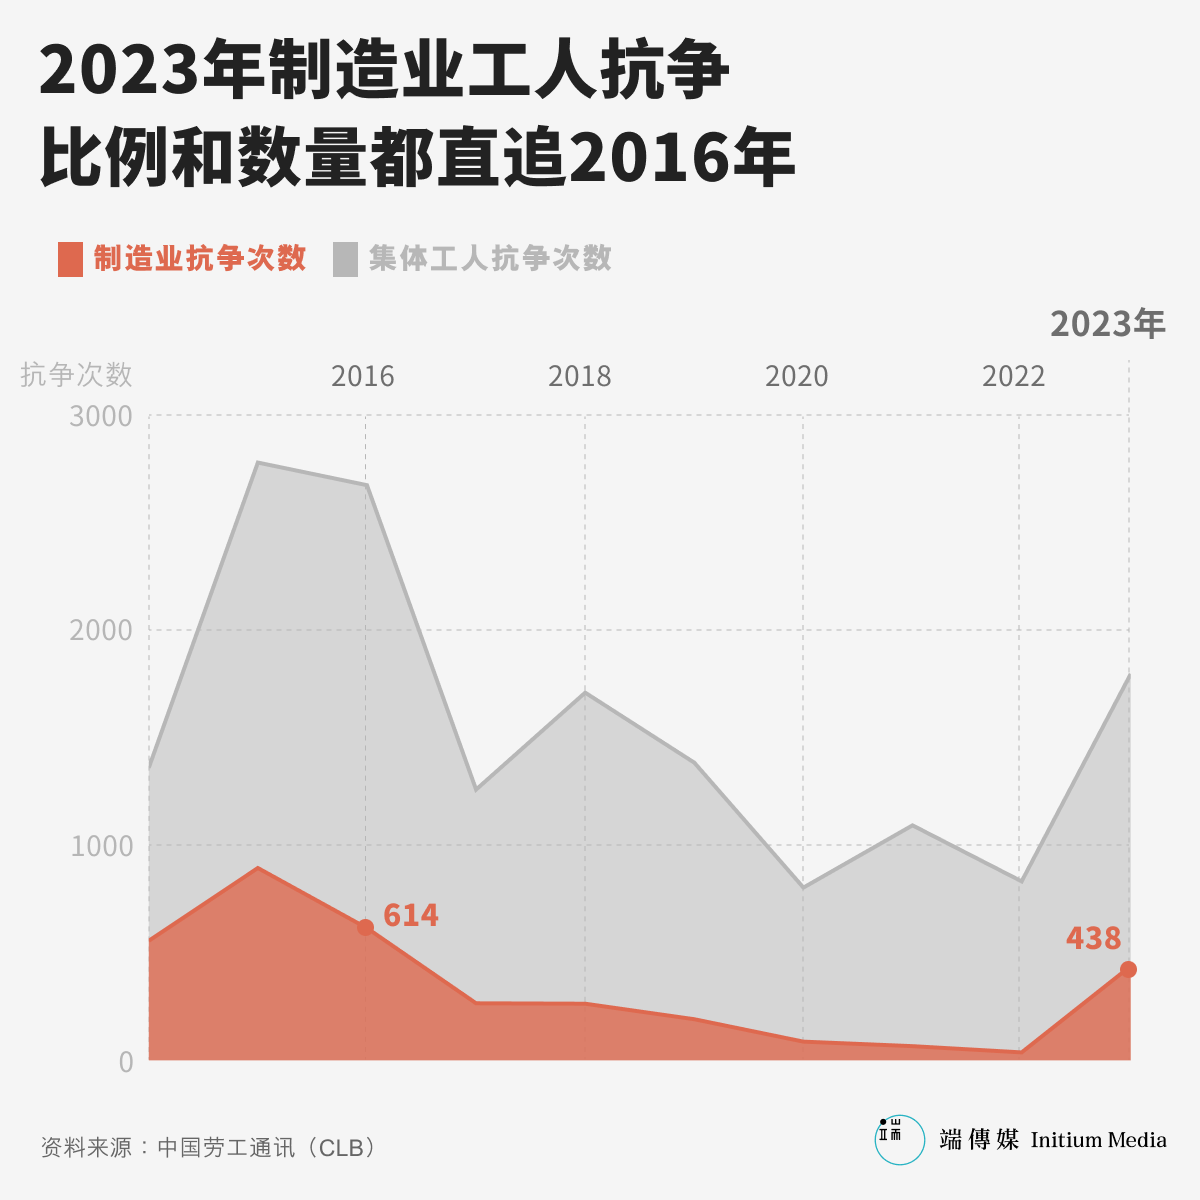 2023年制造业工人抗争
比例和数量都直追2016年
制造业抗争次数 集体工人抗争次数
2023年
抗争次数 2016 2018 2020 2022
3000
2000
1000
614
438
0
资料来源：中国劳工通讯（CLB）
端傳媒 Initium Media